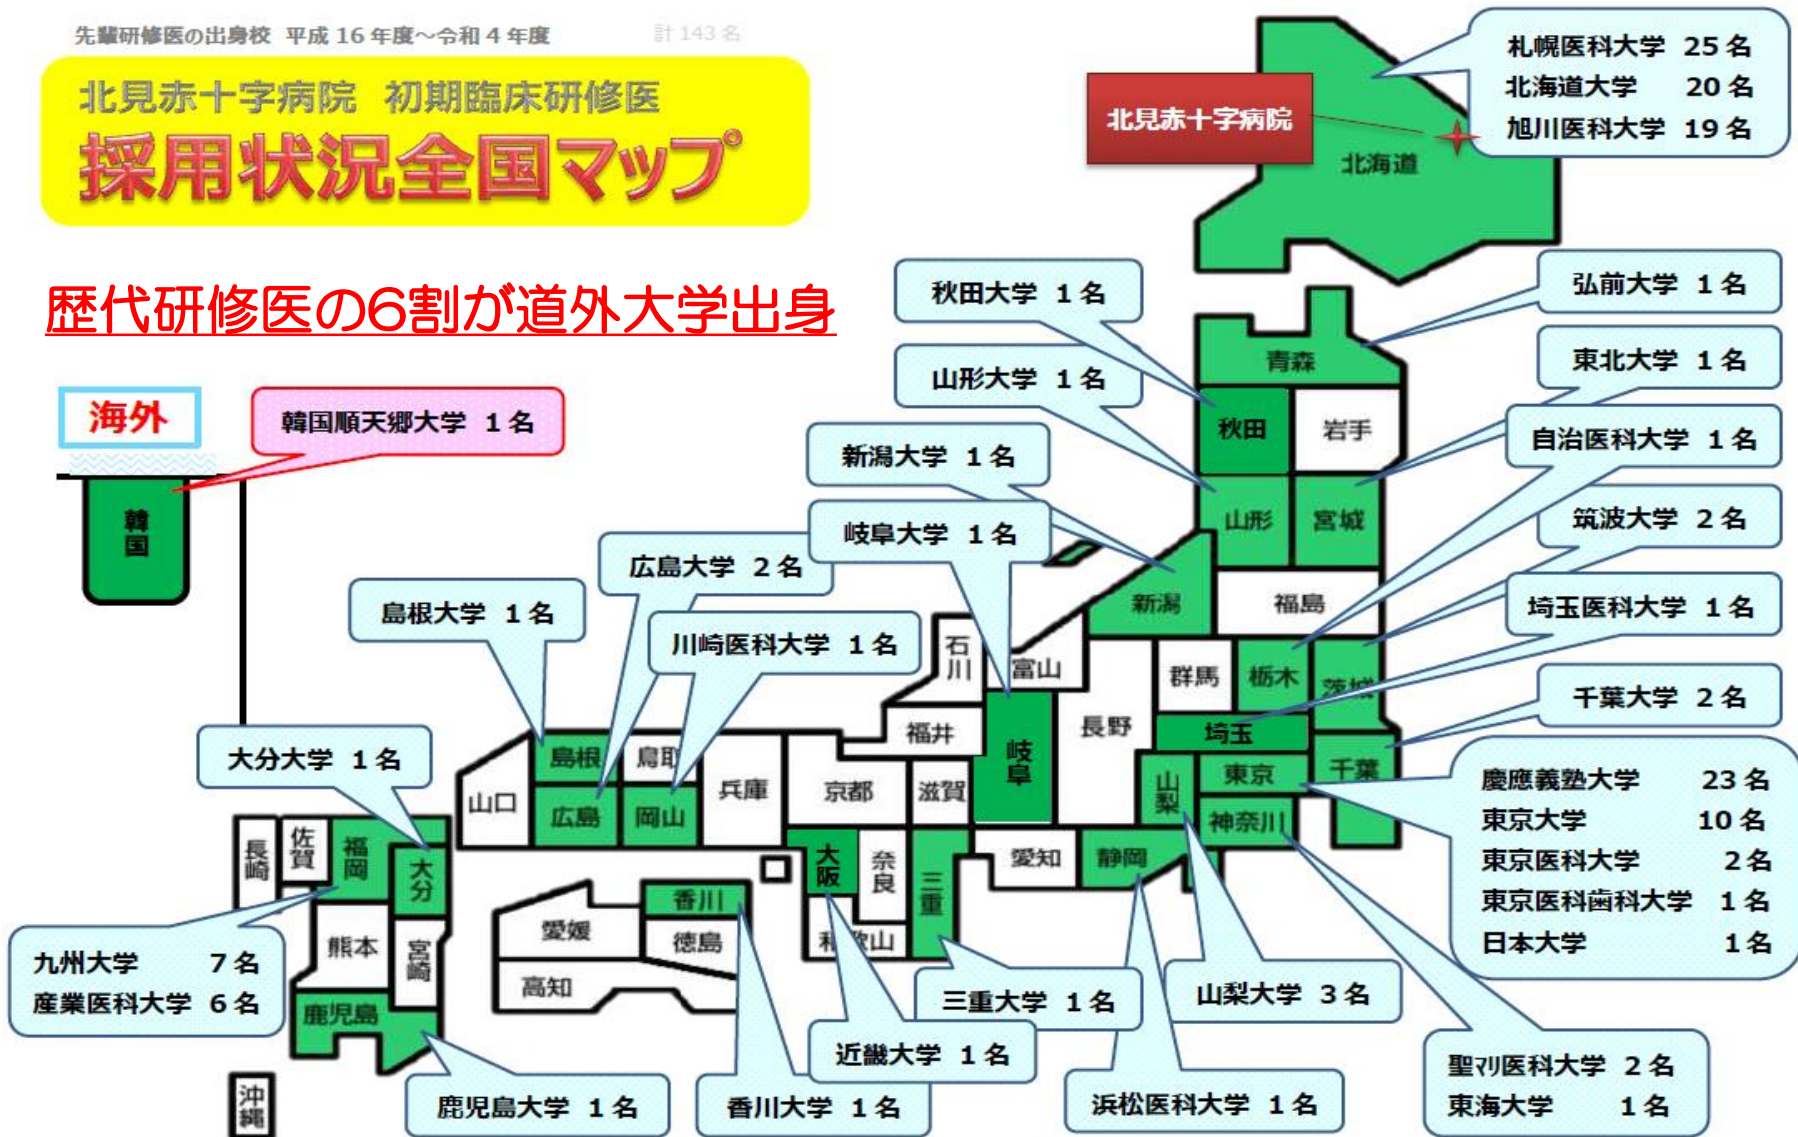 先輩研修医の出身校 平成 16 年度～令和 4 年度 計 143 名
北見赤十字病院 初期臨床研修医
採用状況全国マップ
歴代研修医の6割が道外大学出身
北見赤十字病院
北海道
札幌医科大学 25 名
北海道大学 20 名
旭川医科大学 19 名
海外
韓国順天郷大学 1 名
韓国
秋田大学 1 名
山形大学 1 名
新潟大学 1 名
岐阜大学 1 名
広島大学 2 名
島根大学 1 名
川崎医科大学 1 名
大分大学 1 名
弘前大学 1 名
東北大学 1 名
自治医科大学 1 名
筑波大学 2 名
埼玉医科大学 1 名
千葉大学 2 名
慶應義塾大学 23 名
東京大学 10 名
東京医科大学 2 名
東京医科歯科大学 1 名
日本大学 1 名
青森
秋田
岩手
山形
宮城
新潟
福島
石川
富山
群馬
栃木
茨城
福井
岐阜
長野
埼玉
島根
鳥取
兵庫
京都
滋賀
山梨
東京
千葉
山口
広島
岡山
神奈川
長崎
佐賀
福岡
大分
大阪
奈良
三重
愛知
静岡
香川
愛媛
徳島
和歌山
熊本
宮崎
高知
鹿児島
沖縄
九州大学 7 名
産業医科大学 6 名
鹿児島大学 1 名
香川大学 1 名
近畿大学 1 名
三重大学 1 名
山梨大学 3 名
浜松医科大学 1 名
聖マリ医科大学 2 名
東海大学 1 名